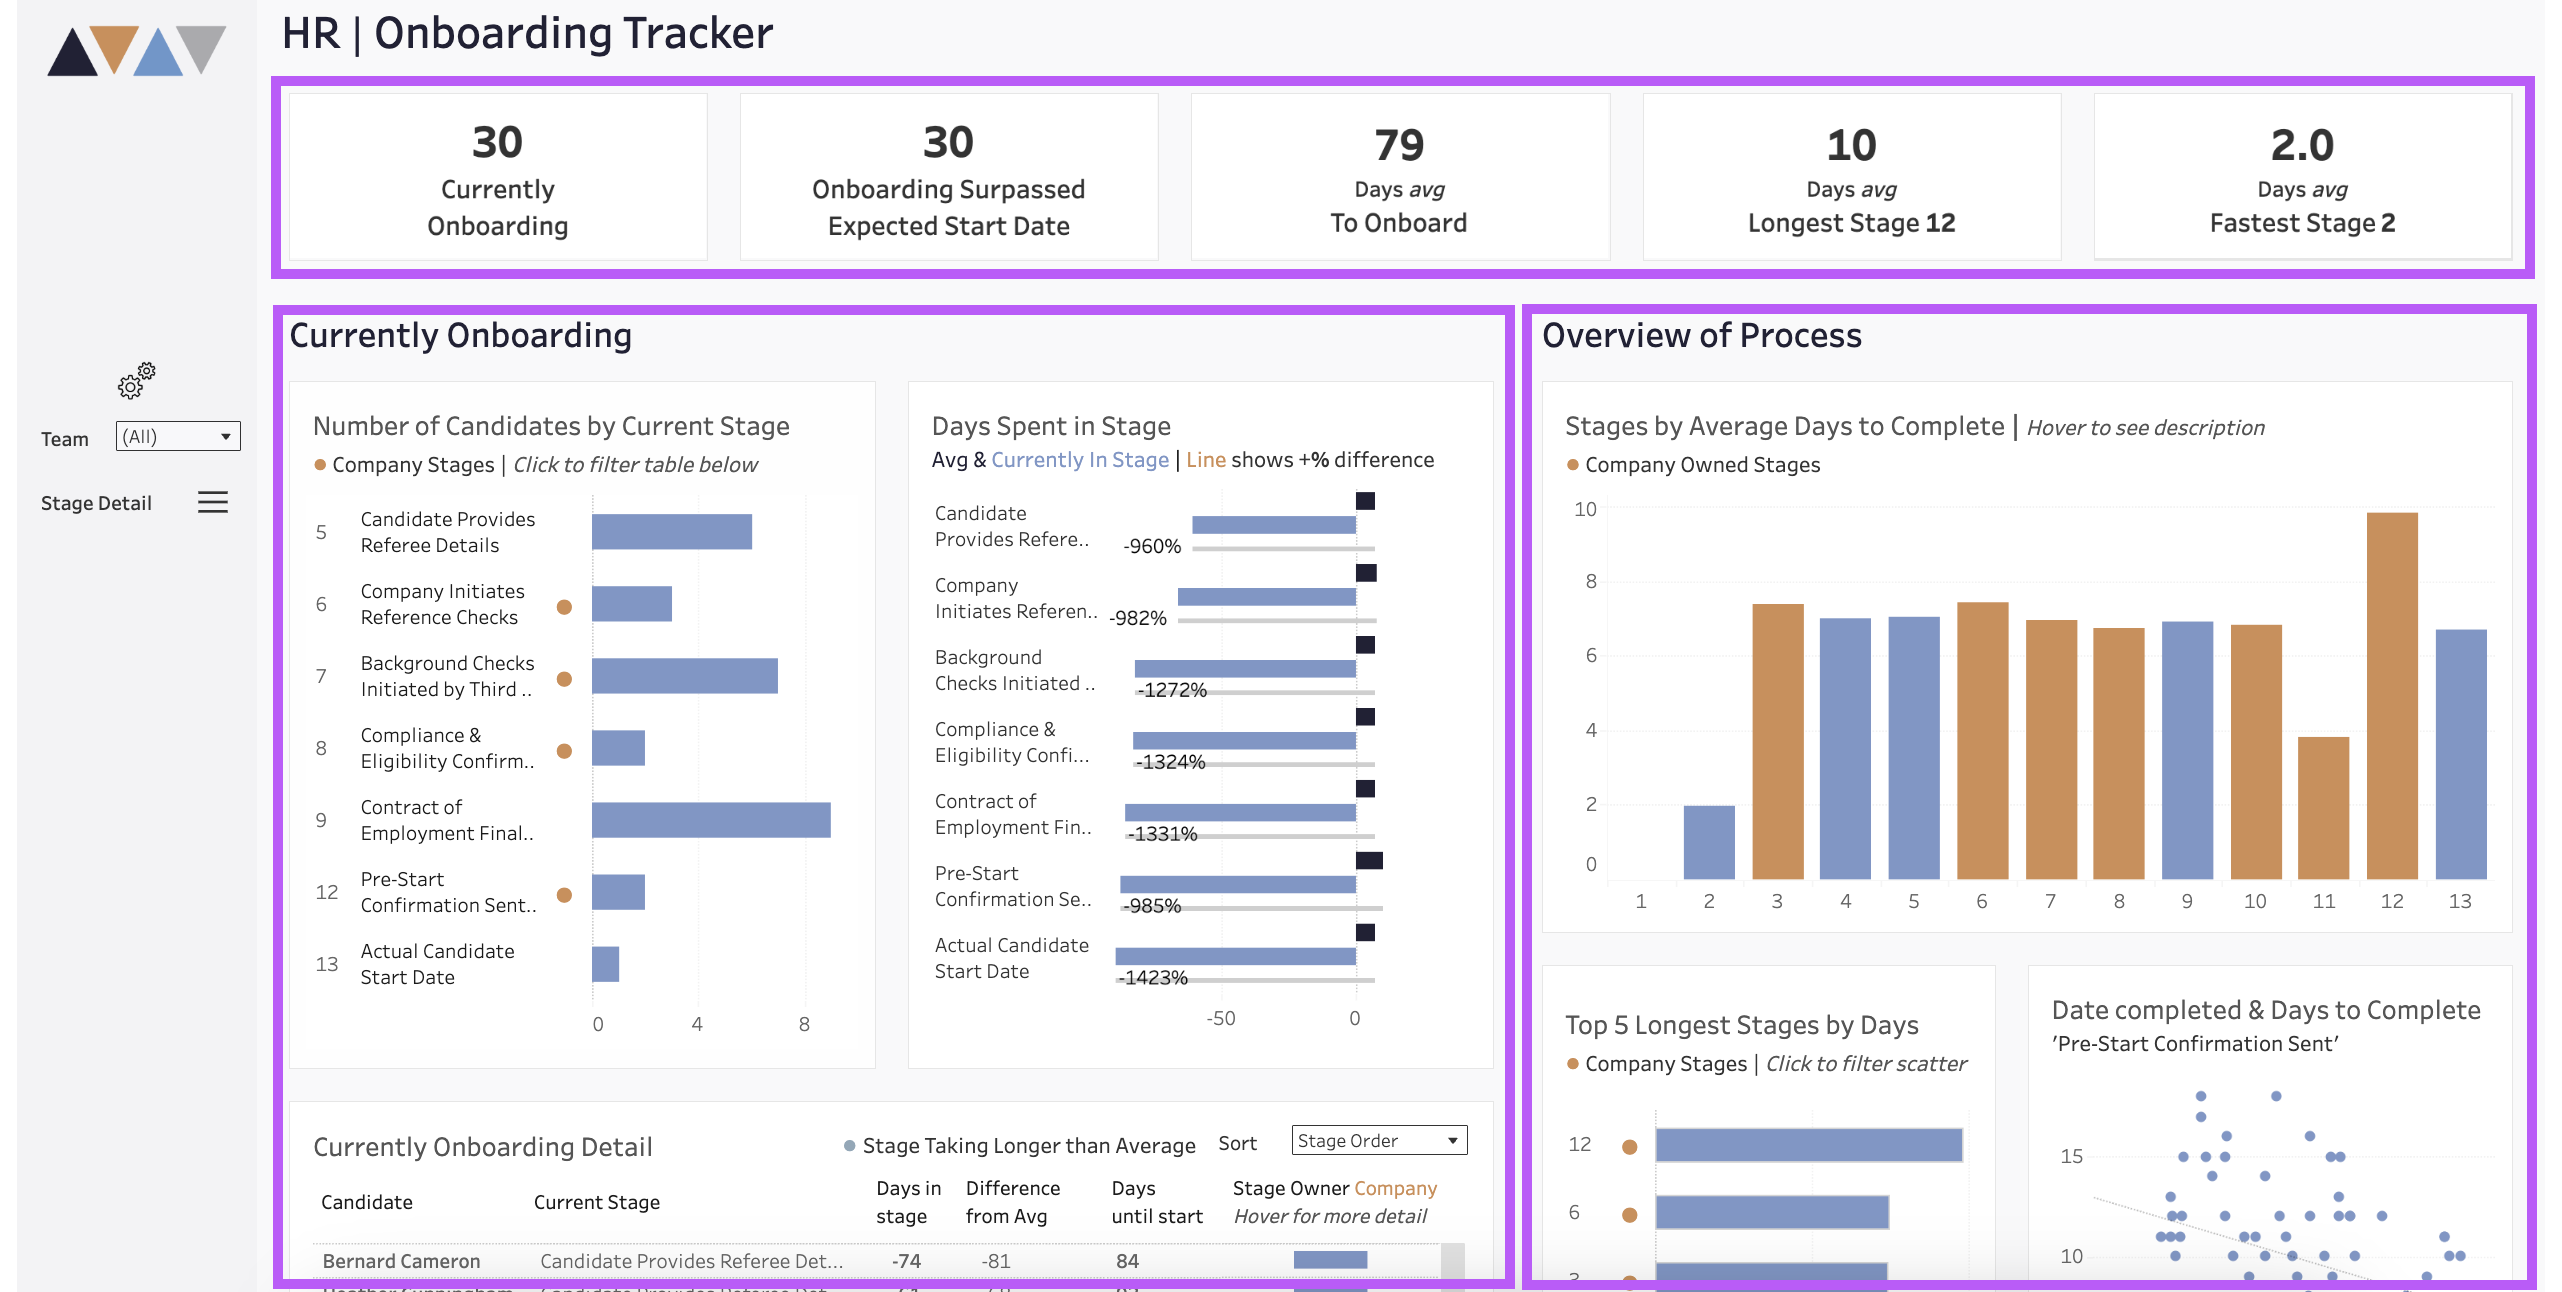 HR | Onboarding Tracker
30
Currently
Onboarding
30
Onboarding Surpassed
Expected Start Date
79
Days avg
To Onboard
10
Days avg
Longest Stage 12
2.0
Days avg
Fastest Stage 2
Team (All)
Stage Detail
Currently Onboarding
Number of Candidates by Current Stage
Company Stages | Click to filter table below
5 Candidate Provides
Referee Details
6 Company Initiates
Reference Checks
7 Background Checks
Initiated by Third ..
8 Compliance &
Eligibility Confirm..
9 Contract of
Employment Final..
12 Pre-Start
Confirmation Sent..
13 Actual Candidate
Start Date
0 4 8
Days Spent in Stage
Avg & Currently In Stage | Line shows +% difference
Candidate
Provides Refere.. -960%
Company
Initiates Referen.. -982%
Background
Checks Initiated .. -1272%
Compliance &
Eligibility Confi... -1324%
Contract of
Employment Fin.. -1331%
Pre-Start
Confirmation Se.. -985%
Actual Candidate
Start Date -1423%
-50 0
Currently Onboarding Detail
Stage Taking Longer than Average
Sort Stage Order
Candidate
Current Stage
Days in
stage
Difference
from Avg
Days
until start
Stage Owner Company
Hover for more detail
Bernard Cameron Candidate Provides Referee Det... -74 -81 84
Overview of Process
Stages by Average Days to Complete | Hover to see description
Company Owned Stages
10
8
6
4
2
0
1 2 3 4 5 6 7 8 9 10 11 12 13
Top 5 Longest Stages by Days
Company Stages | Click to filter scatter
12
6
Date completed & Days to Complete
'Pre-Start Confirmation Sent'
15
10